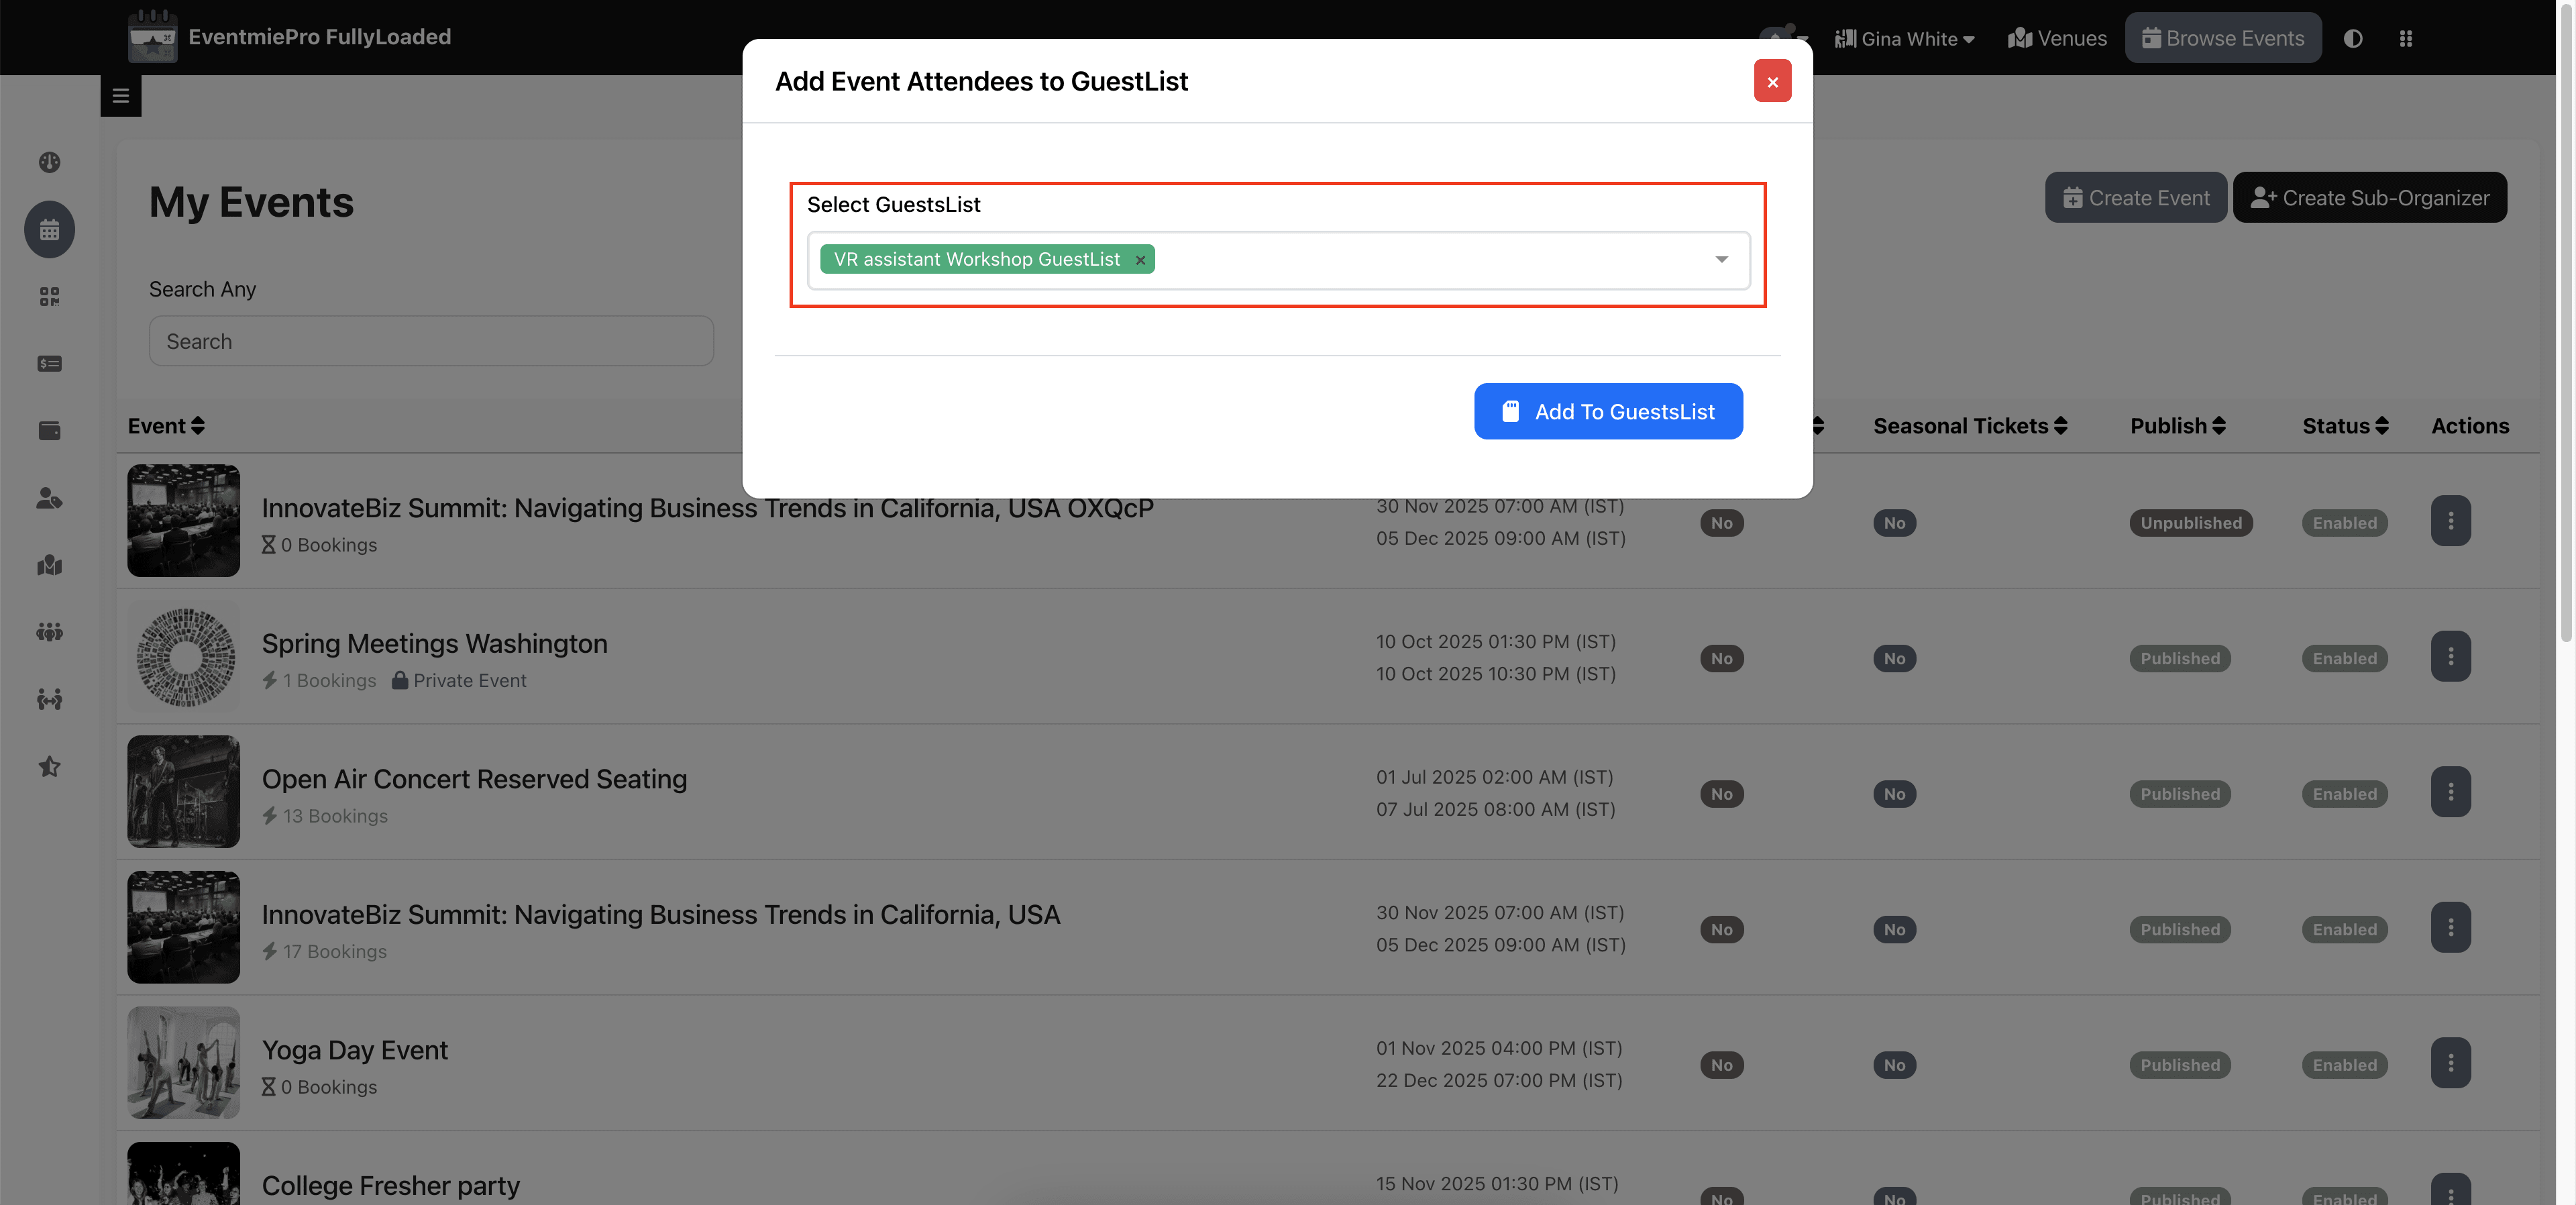 EventmiePro FullyLoaded
Gina White
Venues
Browse Events
Add Event Attendees to GuestList
Select GuestsList
VR assistant Workshop GuestList ×
Add To GuestsList
My Events
Create Event
Create Sub-Organizer
Search Any
Search
Event
Seasonal Tickets
Publish
Status
Actions
InnovateBiz Summit: Navigating Business Trends in California, USA OXQcP
0 Bookings
30 Nov 2025 07:00 AM (IST)
05 Dec 2025 09:00 AM (IST)
No
No
Unpublished
Enabled
Spring Meetings Washington
1 Bookings
Private Event
10 Oct 2025 01:30 PM (IST)
10 Oct 2025 10:30 PM (IST)
No
No
Published
Enabled
Open Air Concert Reserved Seating
13 Bookings
01 Jul 2025 02:00 AM (IST)
07 Jul 2025 08:00 AM (IST)
No
No
Published
Enabled
InnovateBiz Summit: Navigating Business Trends in California, USA
17 Bookings
30 Nov 2025 07:00 AM (IST)
05 Dec 2025 09:00 AM (IST)
No
No
Published
Enabled
Yoga Day Event
0 Bookings
01 Nov 2025 04:00 PM (IST)
22 Dec 2025 07:00 PM (IST)
No
No
Published
Enabled
College Fresher party
15 Nov 2025 01:30 PM (IST)
No
No
Published
Enabled